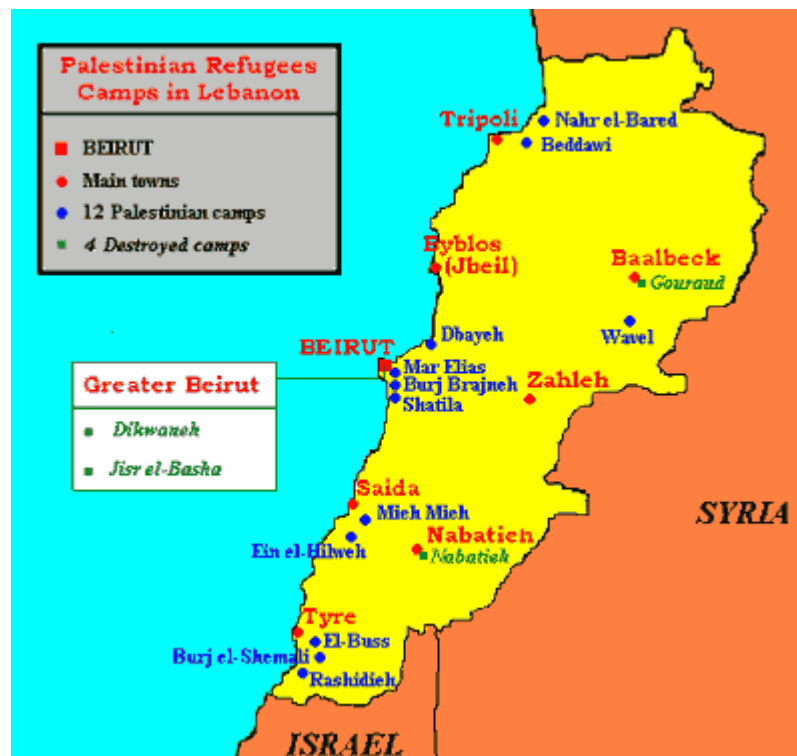 Palestinian Refugees
Camps in Lebanon
BEIRUT
Main towns
12 Palestinian camps
4 Destroyed camps
Tripoli
Nahr el-Bared
Beddawi
Byblos
(Jbeil)
Baalbeck
Gouraud
Wavel
Dbayeh
BEIRUT
Mar Elias
Burj Brajneh
Shatila
Zahleh
Greater Beirut
Dikwaneh
Jisr el-Basha
Saida
Mieh Mieh
Ein el-Hilweh
Nabatieh
Nabatieh
SYRIA
Tyre
El-Buss
Burj el-Shemali
Rashidieh
ISRAEL